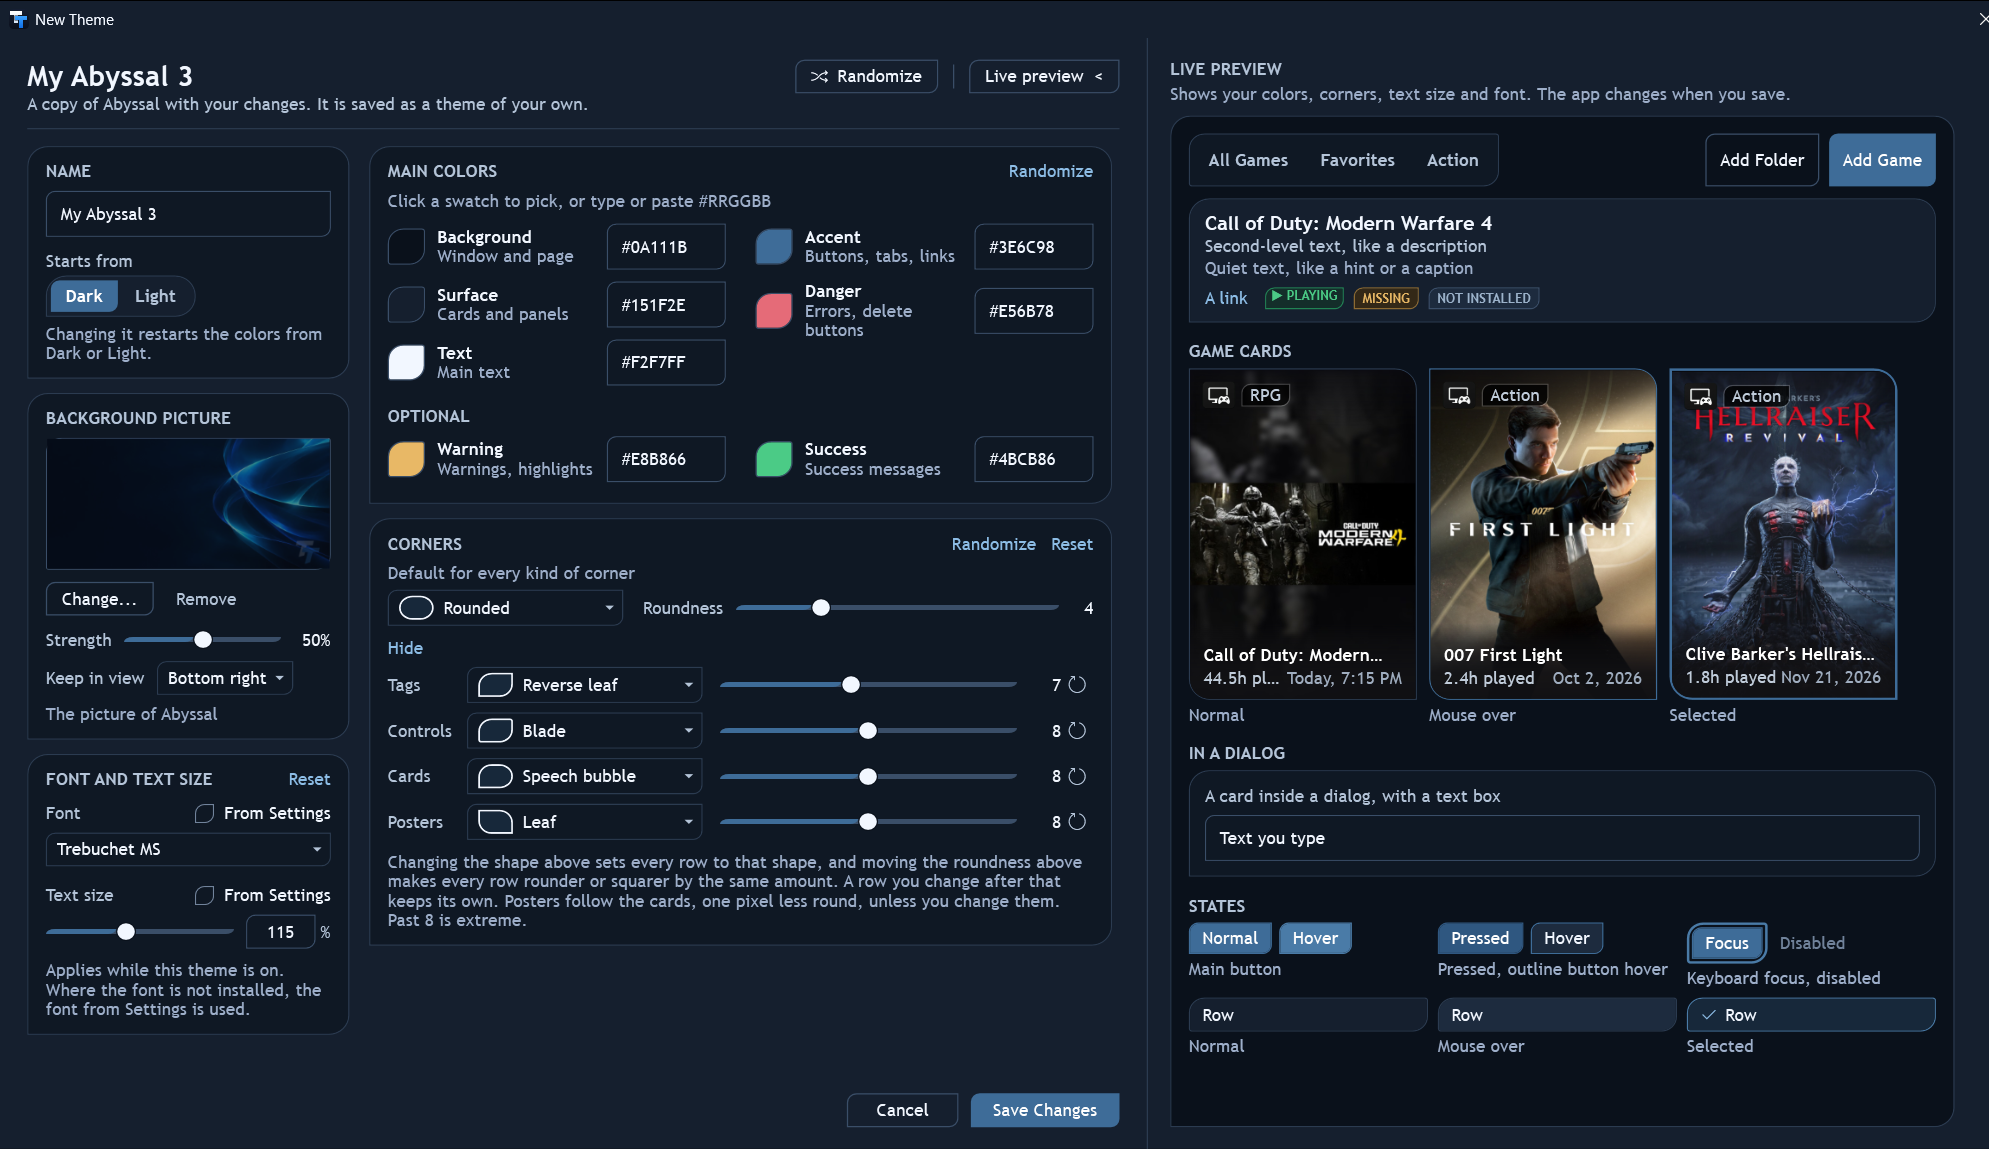 New Theme
My Abyssal 3
A copy of Abyssal with your changes. It is saved as a theme of your own.
Randomize
Live preview <
NAME
My Abyssal 3
Starts from
Dark
Light
Changing it restarts the colors from
Dark or Light.
BACKGROUND PICTURE
Change...
Remove
Strength
50%
Keep in view
Bottom right
The picture of Abyssal
FONT AND TEXT SIZE
Reset
Font
From Settings
Trebuchet MS
Text size
From Settings
115
%
Applies while this theme is on.
Where the font is not installed, the
font from Settings is used.
MAIN COLORS
Randomize
Click a swatch to pick, or type or paste #RRGGBB
Background
Window and page
#0A111B
Accent
Buttons, tabs, links
#3E6C98
Surface
Cards and panels
#151F2E
Danger
Errors, delete
buttons
#E56B78
Text
Main text
#F2F7FF
OPTIONAL
Warning
Warnings, highlights
#E8B866
Success
Success messages
#4BCB86
CORNERS
Randomize
Reset
Default for every kind of corner
Rounded
Roundness
4
Hide
Tags
Reverse leaf
7
Controls
Blade
8
Cards
Speech bubble
8
Posters
Leaf
8
Changing the shape above sets every row to that shape, and moving the roundness above
makes every row rounder or squarer by the same amount. A row you change after that
keeps its own. Posters follow the cards, one pixel less round, unless you change them.
Past 8 is extreme.
Cancel
Save Changes
LIVE PREVIEW
Shows your colors, corners, text size and font. The app changes when you save.
All Games
Favorites
Action
Add Folder
Add Game
Call of Duty: Modern Warfare 4
Second-level text, like a description
Quiet text, like a hint or a caption
A link
PLAYING
MISSING
NOT INSTALLED
GAME CARDS
RPG
CALL OF DUTY
MODERN
WARFARE 4
Call of Duty: Modern...
44.5h pl...
Today, 7:15 PM
Normal
Action
007
FIRST LIGHT
007 First Light
2.4h played
Oct 2, 2026
Mouse over
Action
HELLRAISER
REVIVAL
Clive Barker's Hellrais...
1.8h played
Nov 21, 2026
Selected
IN A DIALOG
A card inside a dialog, with a text box
Text you type
STATES
Normal
Hover
Main button
Pressed
Hover
Pressed, outline button hover
Focus
Disabled
Keyboard focus, disabled
Row
Normal
Row
Mouse over
Row
Selected